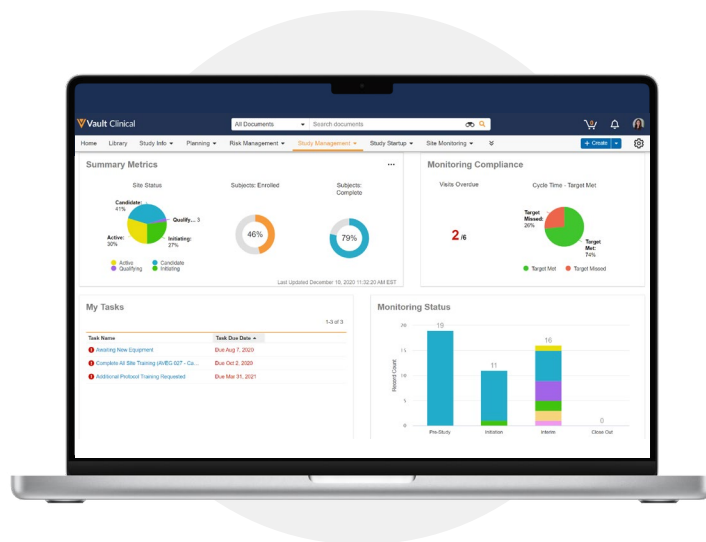 Vault Clinical
All Documents
Search documents
Home Library Study Info Planning Risk Management Study Management Study Startup Site Monitoring
+ Create
Summary Metrics
...
Site Status
Subjects: Enrolled
Subjects:
Complete
Candidate:
41%
Qualify... 3
Active:
30%
Initiating:
27%
46%
79%
Active
Candidate
Qualifying
Initiating
Last Updated December 16, 2020 11:02:20 AM EST
Monitoring Compliance
Visits Overdue
Cycle Time - Target Met
2 /6
Target
Missed:
26%
Target
Met:
74%
Target Met
Target Missed
My Tasks
1-3 of 3
Task Name
Task Due Date
Awaiting New Equipment
Due Aug 7, 2020
Complete All Site Training (AVEG 027 - Ca...
Due Oct 2, 2020
Additional Protocol Training Requested
Due Mar 31, 2021
Monitoring Status
Record Count
20
15
10
5
0
19
11
16
0
Pre-Study
Initiation
Interim
Close Out